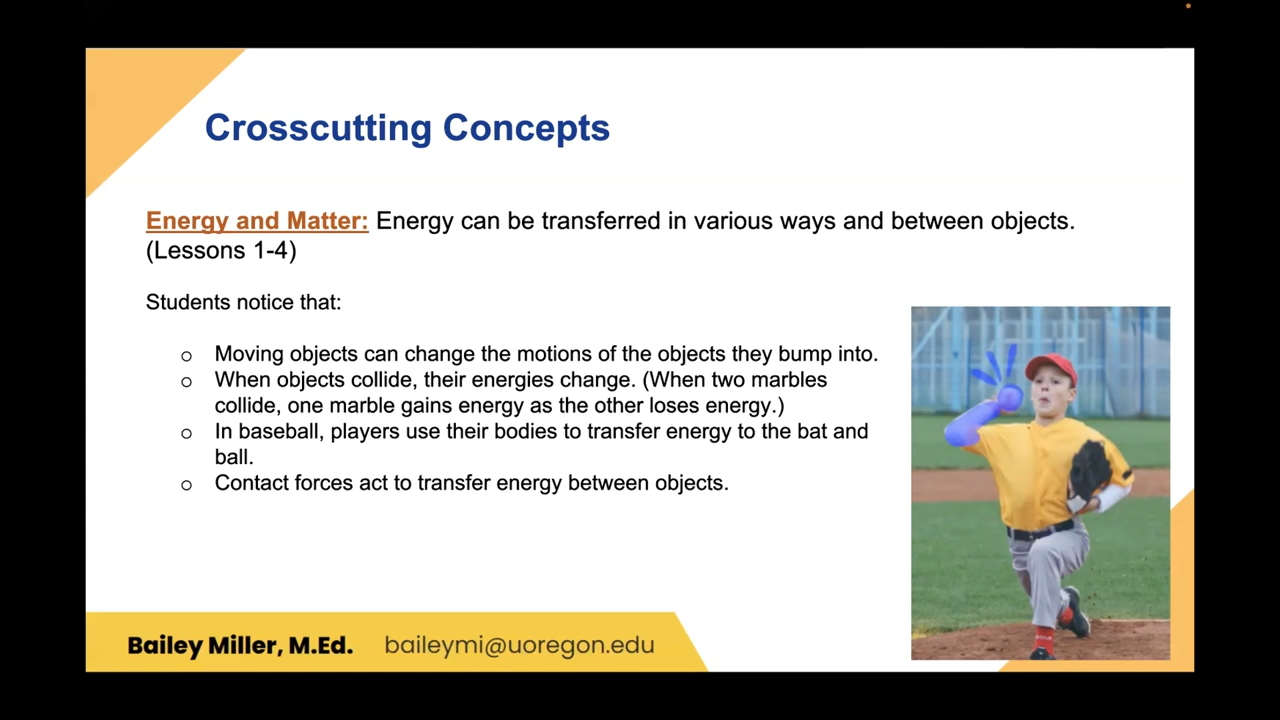 Crosscutting Concepts
Energy and Matter: Energy can be transferred in various ways and between objects.
(Lessons 1-4)
Students notice that:
○ Moving objects can change the motions of the objects they bump into.
○ When objects collide, their energies change. (When two marbles
collide, one marble gains energy as the other loses energy.)
○ In baseball, players use their bodies to transfer energy to the bat and
ball.
○ Contact forces act to transfer energy between objects.
Bailey Miller, M.Ed. baileymi@uoregon.edu